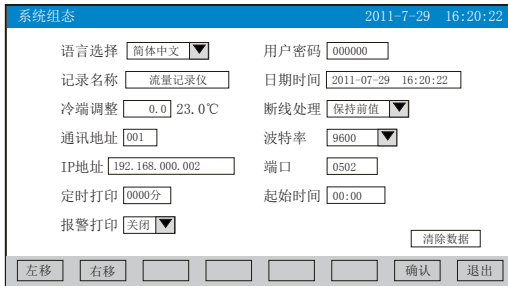 系统组态 2011-7-29 16:20:22
语言选择 简体中文 用户密码 000000
记录名称 流量记录仪 日期时间 2011-07-29 16:20:22
冷端调整 0.0 23.0℃ 断线处理 保持前值
通讯地址 001 波特率 9600
IP地址 192.168.000.002 端口 0502
定时打印 0000分 起始时间 00:00
报警打印 关闭
清除数据
左移 右移 确认 退出